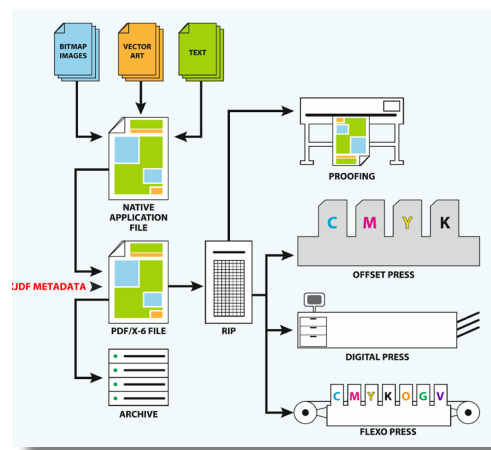 BITMAP
IMAGES
VECTOR
ART
TEXT
PROOFING
NATIVE
APPLICATION
FILE
C M Y K
OFFSET PRESS
METADATA
PDF/X-6 FILE
RIP
DIGITAL PRESS
ARCHIVE
C M Y K O G V
FLEXO PRESS